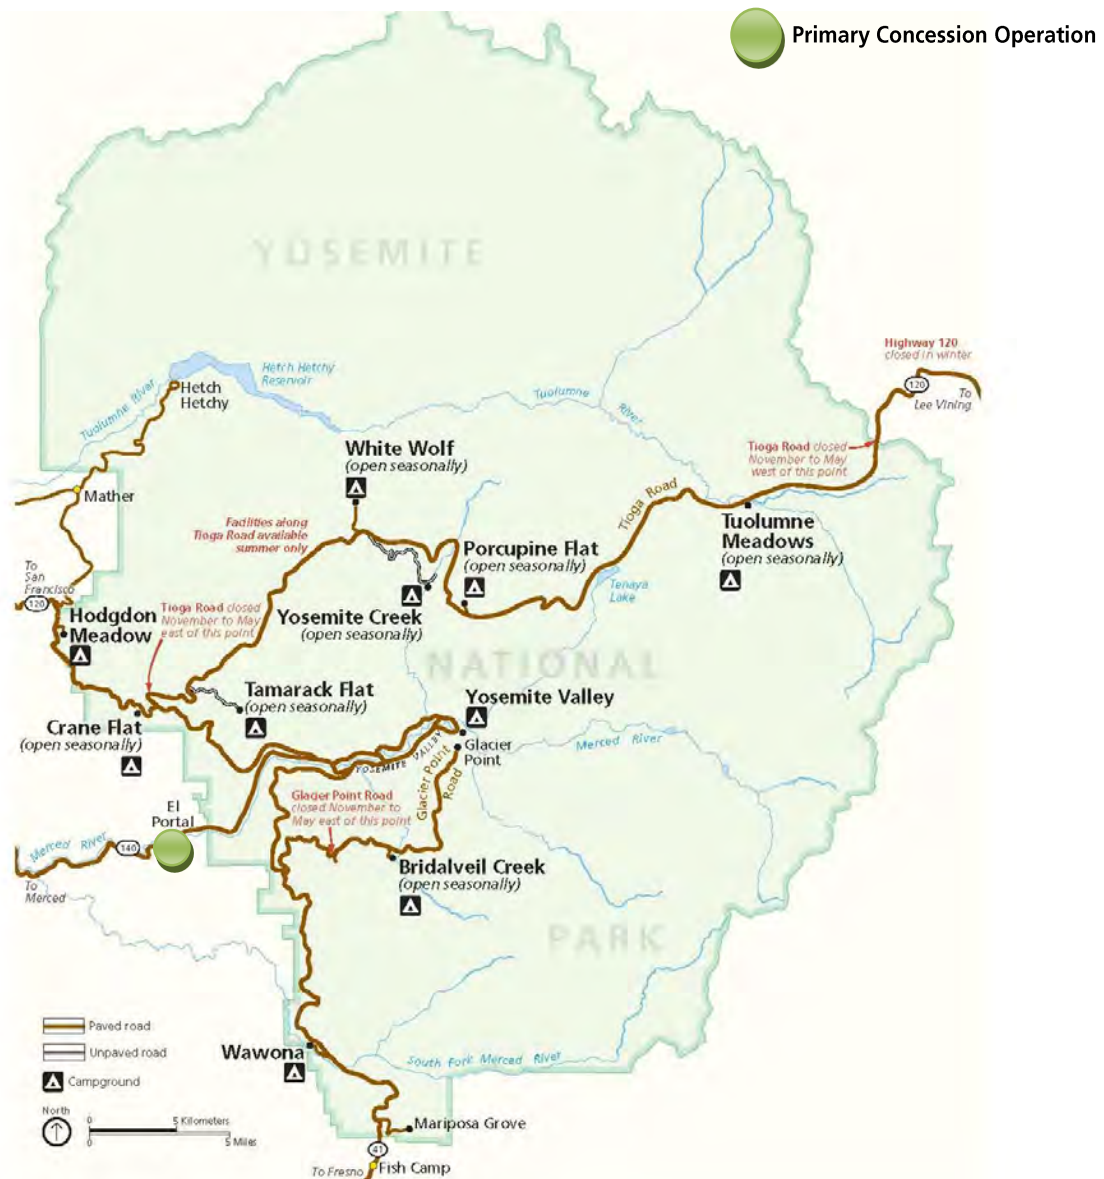 Primary Concession Operation
YOSEMITE
Highway 120
closed in winter
120
To
Lee Vining
Hetch Hetchy
Reservoir
Hetch
Hetchy
Tuolumne River
Tuolumne
River
Mather
White Wolf
(open seasonally)
Tioga Road closed
November to May
west of this point
Tioga Road
Facilities along
Tioga Road available
summer only
Tuolumne
Meadows
(open seasonally)
Porcupine Flat
(open seasonally)
To
San
Francisco
120
Tenaya
Lake
Tioga Road closed
November to May
east of this point
Hodgdon
Meadow
Yosemite Creek
(open seasonally)
NATIONAL
Tamarack Flat
(open seasonally)
Yosemite Valley
Crane Flat
(open seasonally)
YOSEMITE VALLEY
Glacier
Point
Merced River
Glacier Point
Road
Glacier Point Road
closed November to
May east of this point
El
Portal
Merced River
140
To
Merced
Bridalveil Creek
(open seasonally)
PARK
Paved road
Unpaved road
Campground
Wawona
South Fork Merced River
North
0
5 Kilometers
0
5 Miles
Mariposa Grove
41
To Fresno
Fish Camp